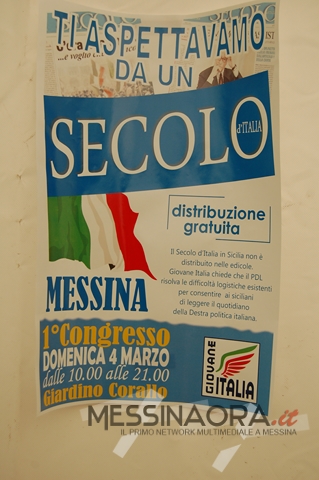 TI ASPETTAVAMO
DA UN
...e voglio
SECOLO
d'ITALIA
distribuzione
gratuita
Il Secolo d'Italia in Sicilia non è
distribuito nelle edicole.
Giovane Italia chiede che il PDL
risolva le difficoltà logistiche esistenti
per consentire ai siciliani
di leggere il quotidiano
della Destra politica italiana.
MESSINA
1° Congresso
DOMENICA 4 MARZO
dalle 10.00 alle 21.00
Giardino Corallo
GIOVANE
ITALIA
MESSINAORA.it
IL PRIMO NETWORK MULTIMEDIALE A MESSINA